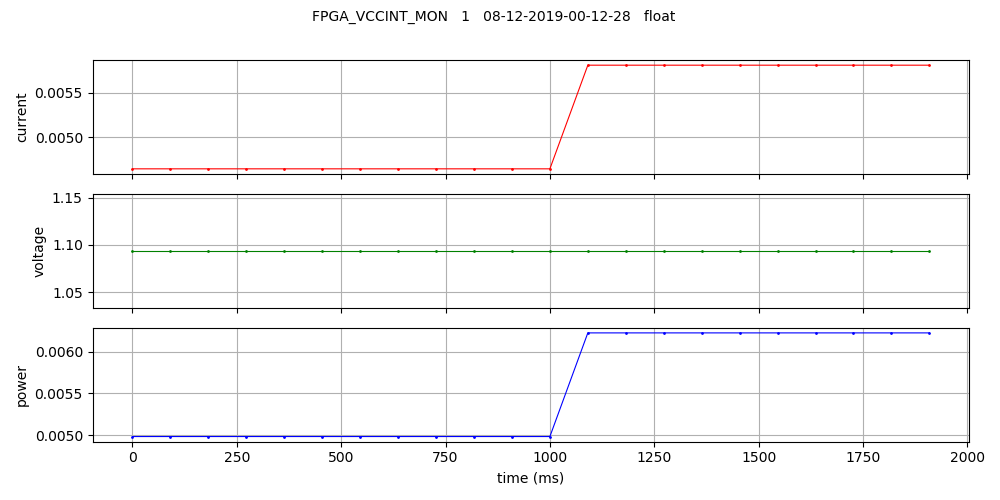 FPGA_VCCINT_MON 1 08-12-2019-00-12-28 float
0.0055
0.0050
current
1.15
1.10
1.05
voltage
0.0060
0.0055
0.0050
power
0 250 500 750 1000 1250 1500 1750 2000
time (ms)